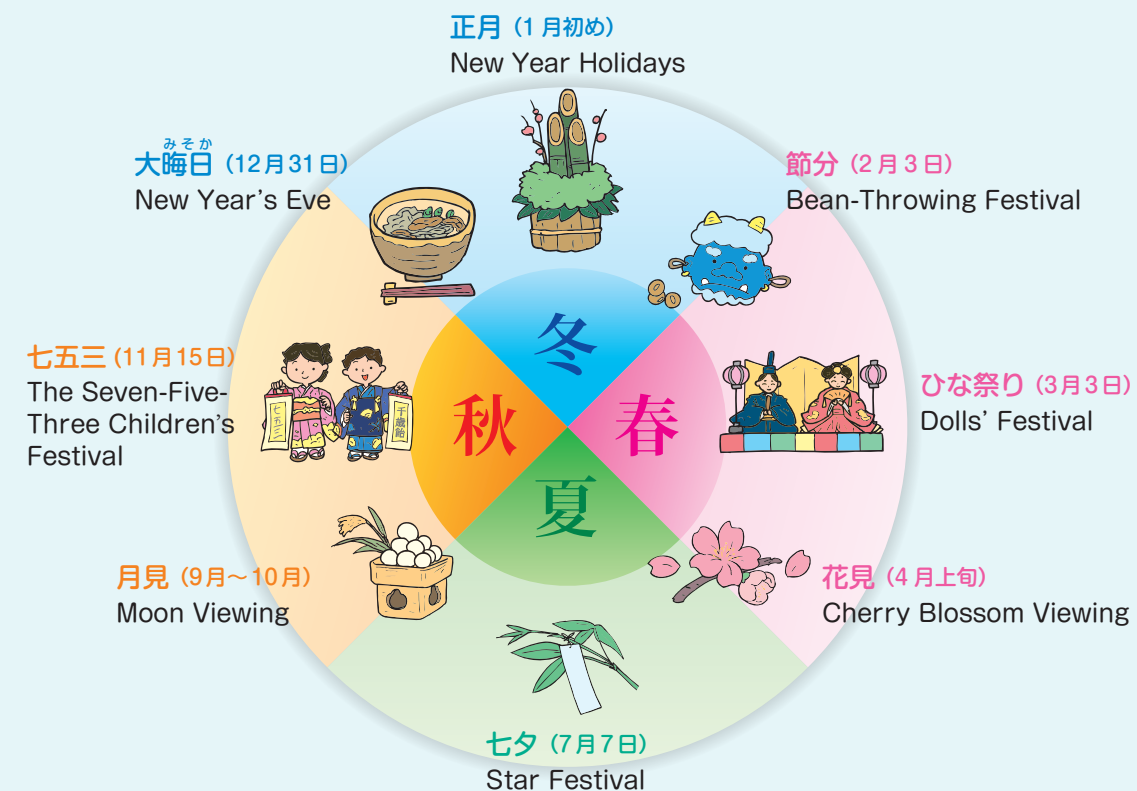 正月（1月初め）
New Year Holidays
節分（2月3日）
Bean-Throwing Festival
ひな祭り（3月3日）
Dolls' Festival
花見（4月上旬）
Cherry Blossom Viewing
七夕（7月7日）
Star Festival
月見（9月～10月）
Moon Viewing
七五三（11月15日）
The Seven-Five-
Three Children's
Festival
みそか
大晦日（12月31日）
New Year's Eve
冬
春
夏
秋
七五三
千歳飴